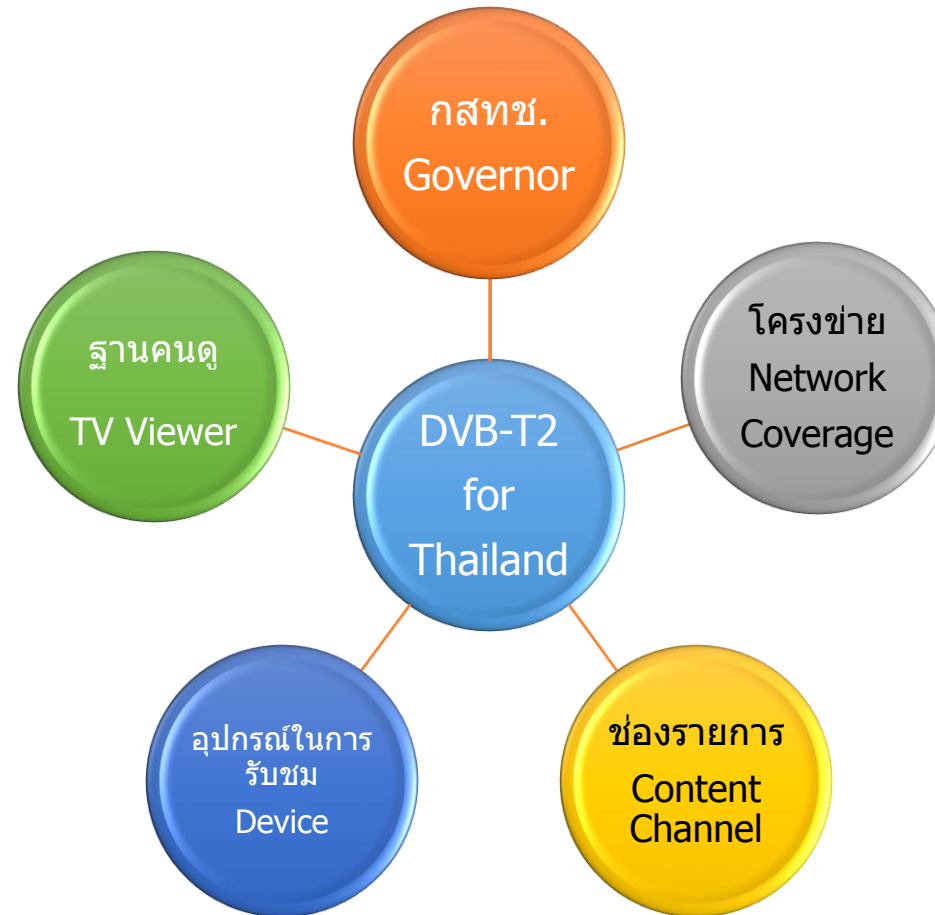 กสทช.
Governor
ฐานคนดู
TV Viewer
โครงข่าย
Network
Coverage
DVB-T2
for
Thailand
อุปกรณ์ในการ
รับชม
Device
ช่องรายการ
Content
Channel